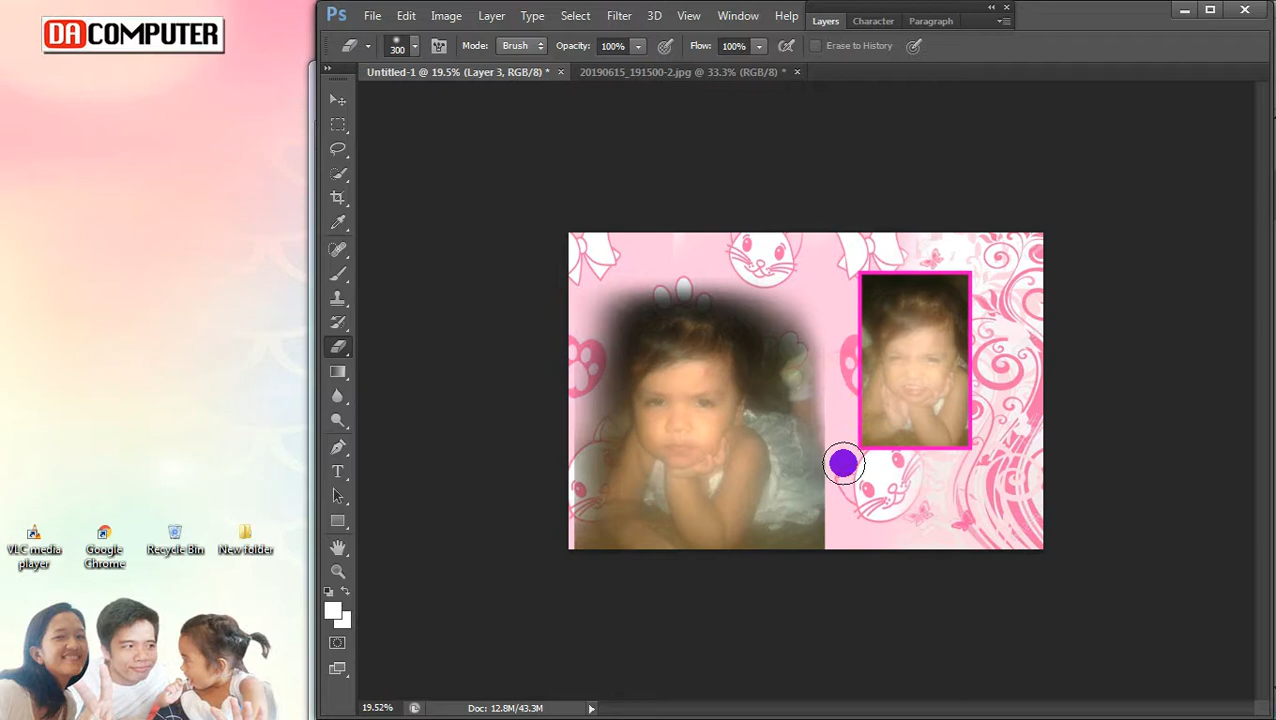 DACOMPUTER
Ps
File
Edit
Image
Layer
Type
Select
Filter
3D
View
Window
Help
Layers
Character
Paragraph
300
Mode:
Brush
Opacity:
100%
Flow:
100%
Erase to History
Untitled-1 @ 19.5% (Layer 3, RGB/8) *
20190615_191500-2.jpg @ 33.3% (RGB/8) *
T
VLC media
player
Google
Chrome
Recycle Bin
New folder
19.52%
Doc: 12.8M/43.3M